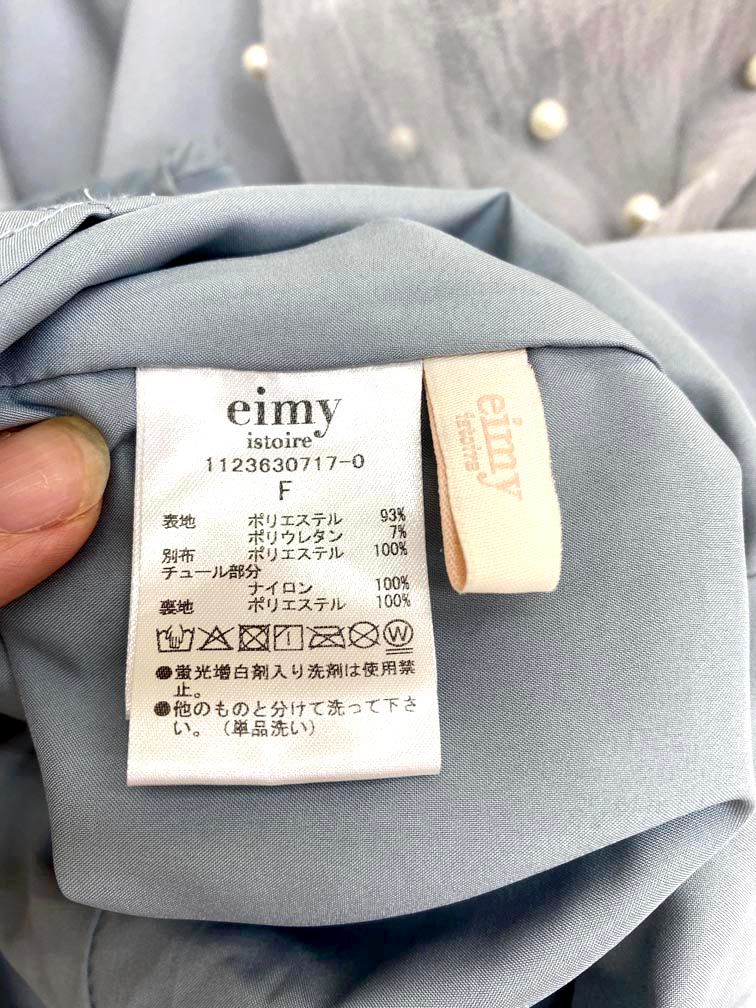 eimy
istoire
1123630717-0
F
表地 ポリエステル 93%
ポリウレタン 7%
別布 ポリエステル 100%
チュール部分
ナイロン 100%
裏地 ポリエステル 100%
W
●蛍光増白剤入り洗剤は使用禁
止。
●他のものと分けて洗って下さ
い。（単品洗い）
eimy
istoire